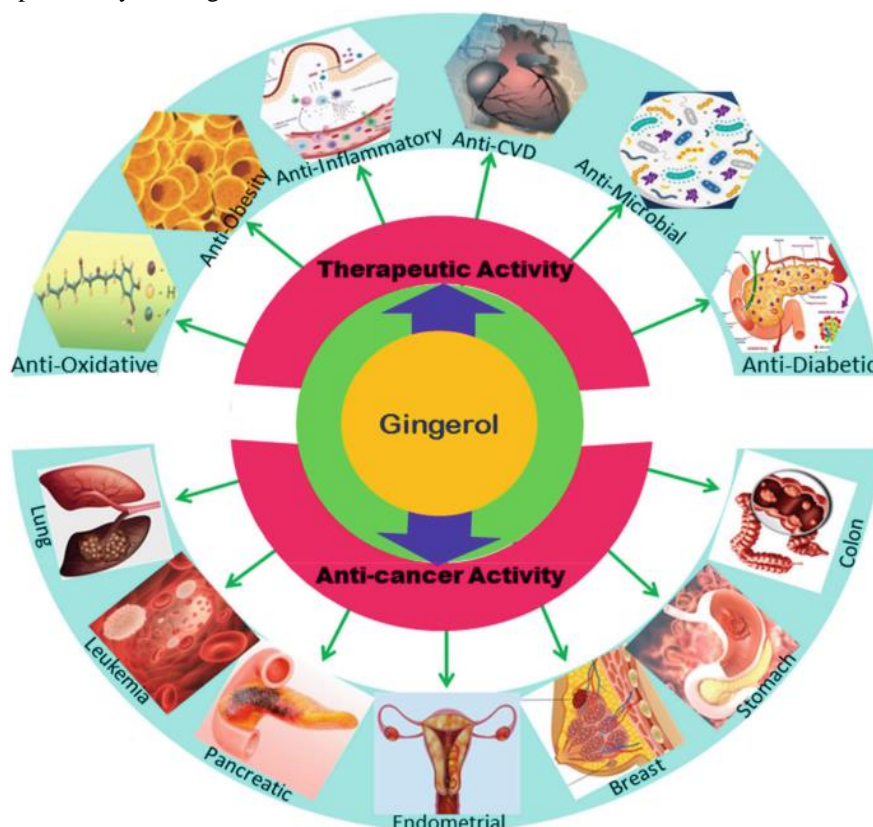 Anti-Oxidative
Anti-Obesity
Anti-Inflammatory
Anti-CVD
Anti-Microbial
Anti-Diabetic
Therapeutic Activity
Gingerol
Anti-cancer Activity
Lung
Leukemia
Pancreatic
Endometrial
Breast
Stomach
Colon